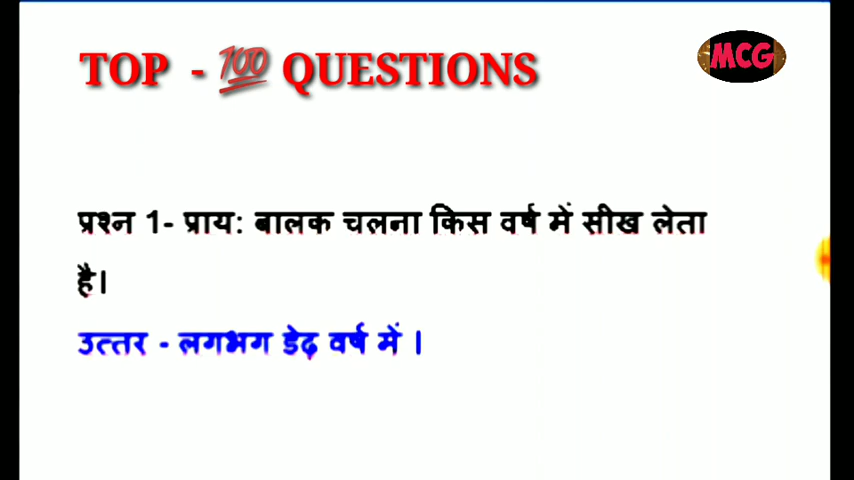 TOP - 💯 QUESTIONS
MCG
प्रश्न 1- प्राय: बालक चलना किस वर्ष में सीख लेता
है।
उत्तर - लगभग डेढ़ वर्ष में ।